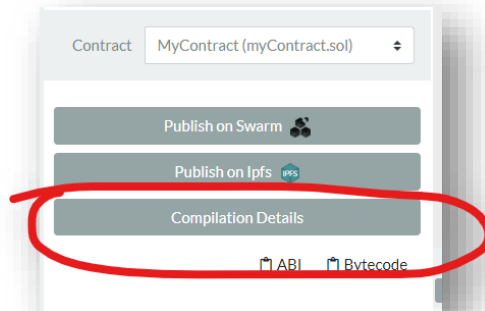 Contract MyContract (myContract.sol)
Publish on Swarm
Publish on Ipfs IPFS
Compilation Details
ABI Bytecode